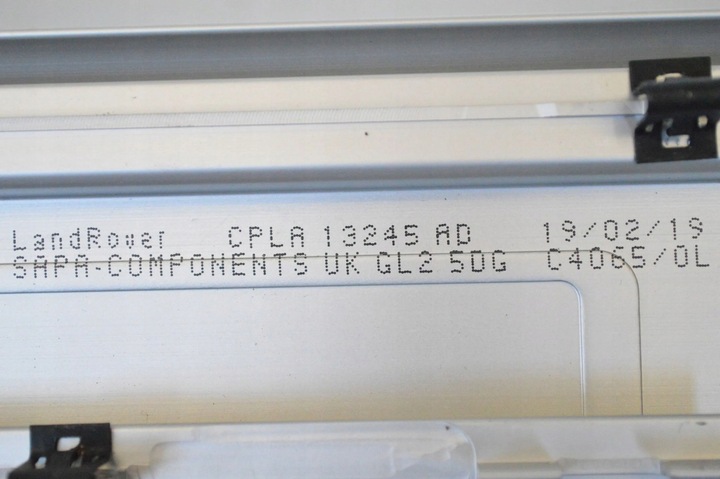 LandRover CPLA 13245 AD 19/02/19
SAPA-COMPONENTS UK GL2 5DG C4065/0L